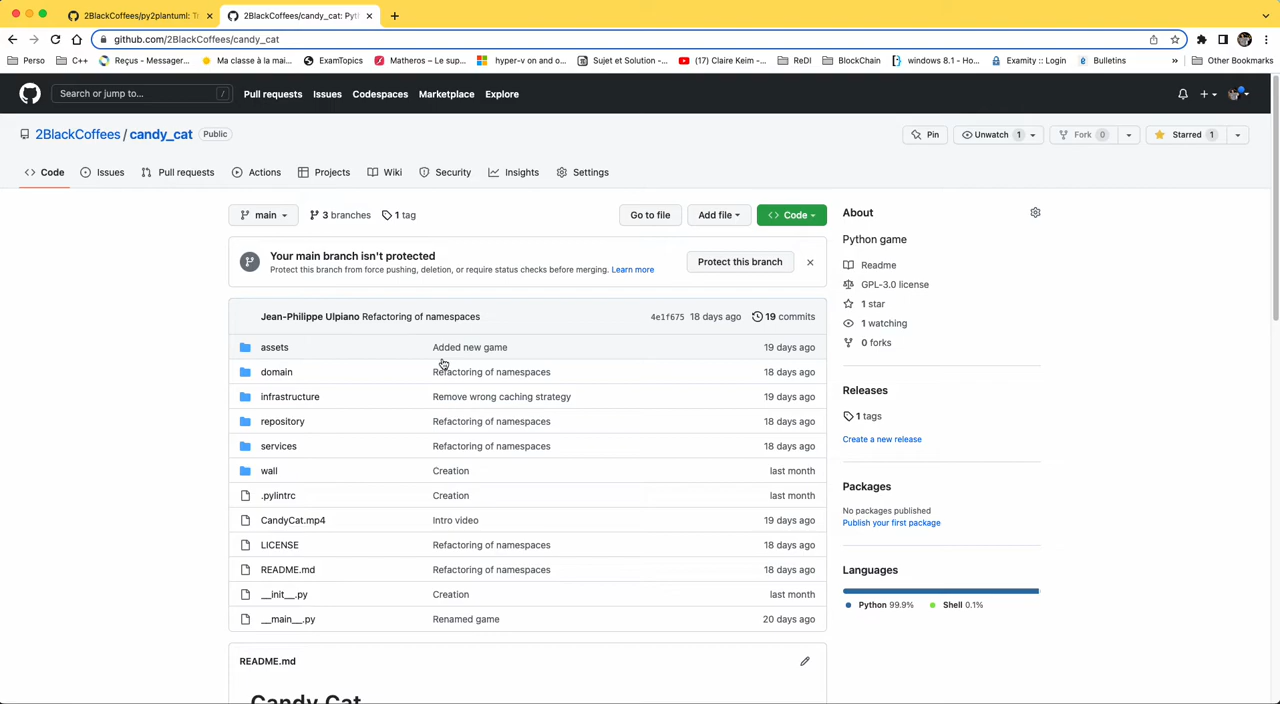 2BlackCoffees/py2plantuml: Tr
2BlackCoffees/candy_cat: Pyth
github.com/2BlackCoffees/candy_cat
Perso
C++
Reçus - Messager...
Ma classe à la mai...
ExamTopics
Matheros – Le sup...
hyper-v on and o...
Sujet et Solution -...
(17) Claire Keim -...
ReDI
BlockChain
windows 8.1 - Ho...
Examity :: Login
Bulletins
»
Other Bookmarks
Search or jump to...
/
Pull requests
Issues
Codespaces
Marketplace
Explore
2BlackCoffees / candy_cat
Public
Pin
Unwatch 1
Fork 0
Starred 1
Code
Issues
Pull requests
Actions
Projects
Wiki
Security
Insights
Settings
main
3 branches
1 tag
Go to file
Add file
Code
Your main branch isn't protected
Protect this branch from force pushing, deletion, or require status checks before merging. Learn more
Protect this branch
Jean-Philippe Ulpiano Refactoring of namespaces
4e1f675 18 days ago
19 commits
assets Added new game 19 days ago
domain Refactoring of namespaces 18 days ago
infrastructure Remove wrong caching strategy 19 days ago
repository Refactoring of namespaces 18 days ago
services Refactoring of namespaces 18 days ago
wall Creation last month
.pylintrc Creation last month
CandyCat.mp4 Intro video 19 days ago
LICENSE Refactoring of namespaces 18 days ago
README.md Refactoring of namespaces 18 days ago
__init__.py Creation last month
__main__.py Renamed game 20 days ago
README.md
Candy Cat
About
Python game
Readme
GPL-3.0 license
1 star
1 watching
0 forks
Releases
1 tags
Create a new release
Packages
No packages published
Publish your first package
Languages
Python 99.9%
Shell 0.1%